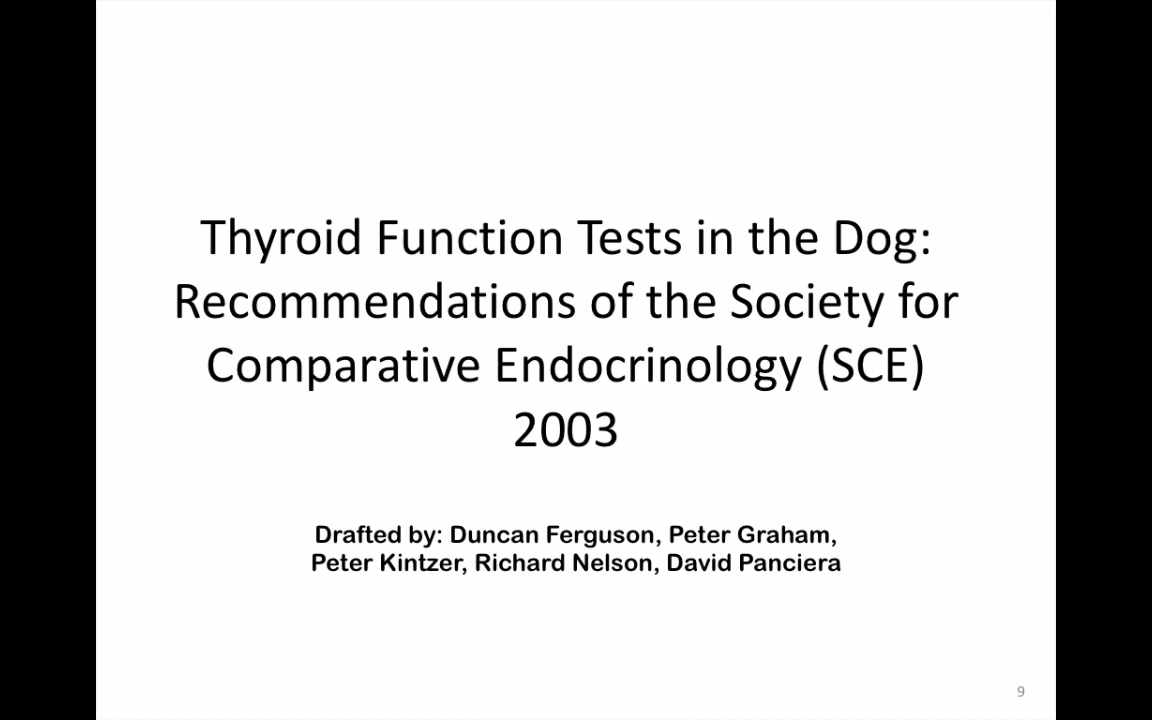 Thyroid Function Tests in the Dog:
Recommendations of the Society for
Comparative Endocrinology (SCE)
2003
Drafted by: Duncan Ferguson, Peter Graham,
Peter Kintzer, Richard Nelson, David Panciera
9